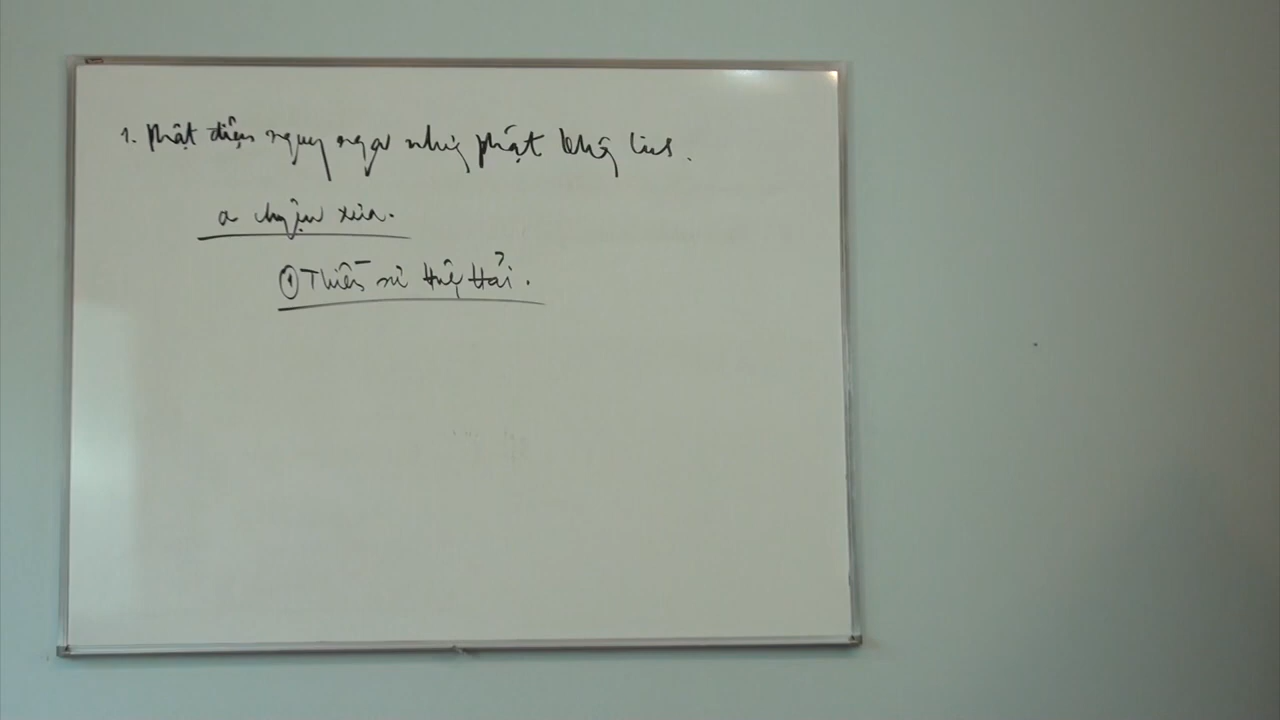 1. Phật điện nguy nga nhưng phật không linh.
a chuyện xưa.
① Thiền sư Huệ Hải.